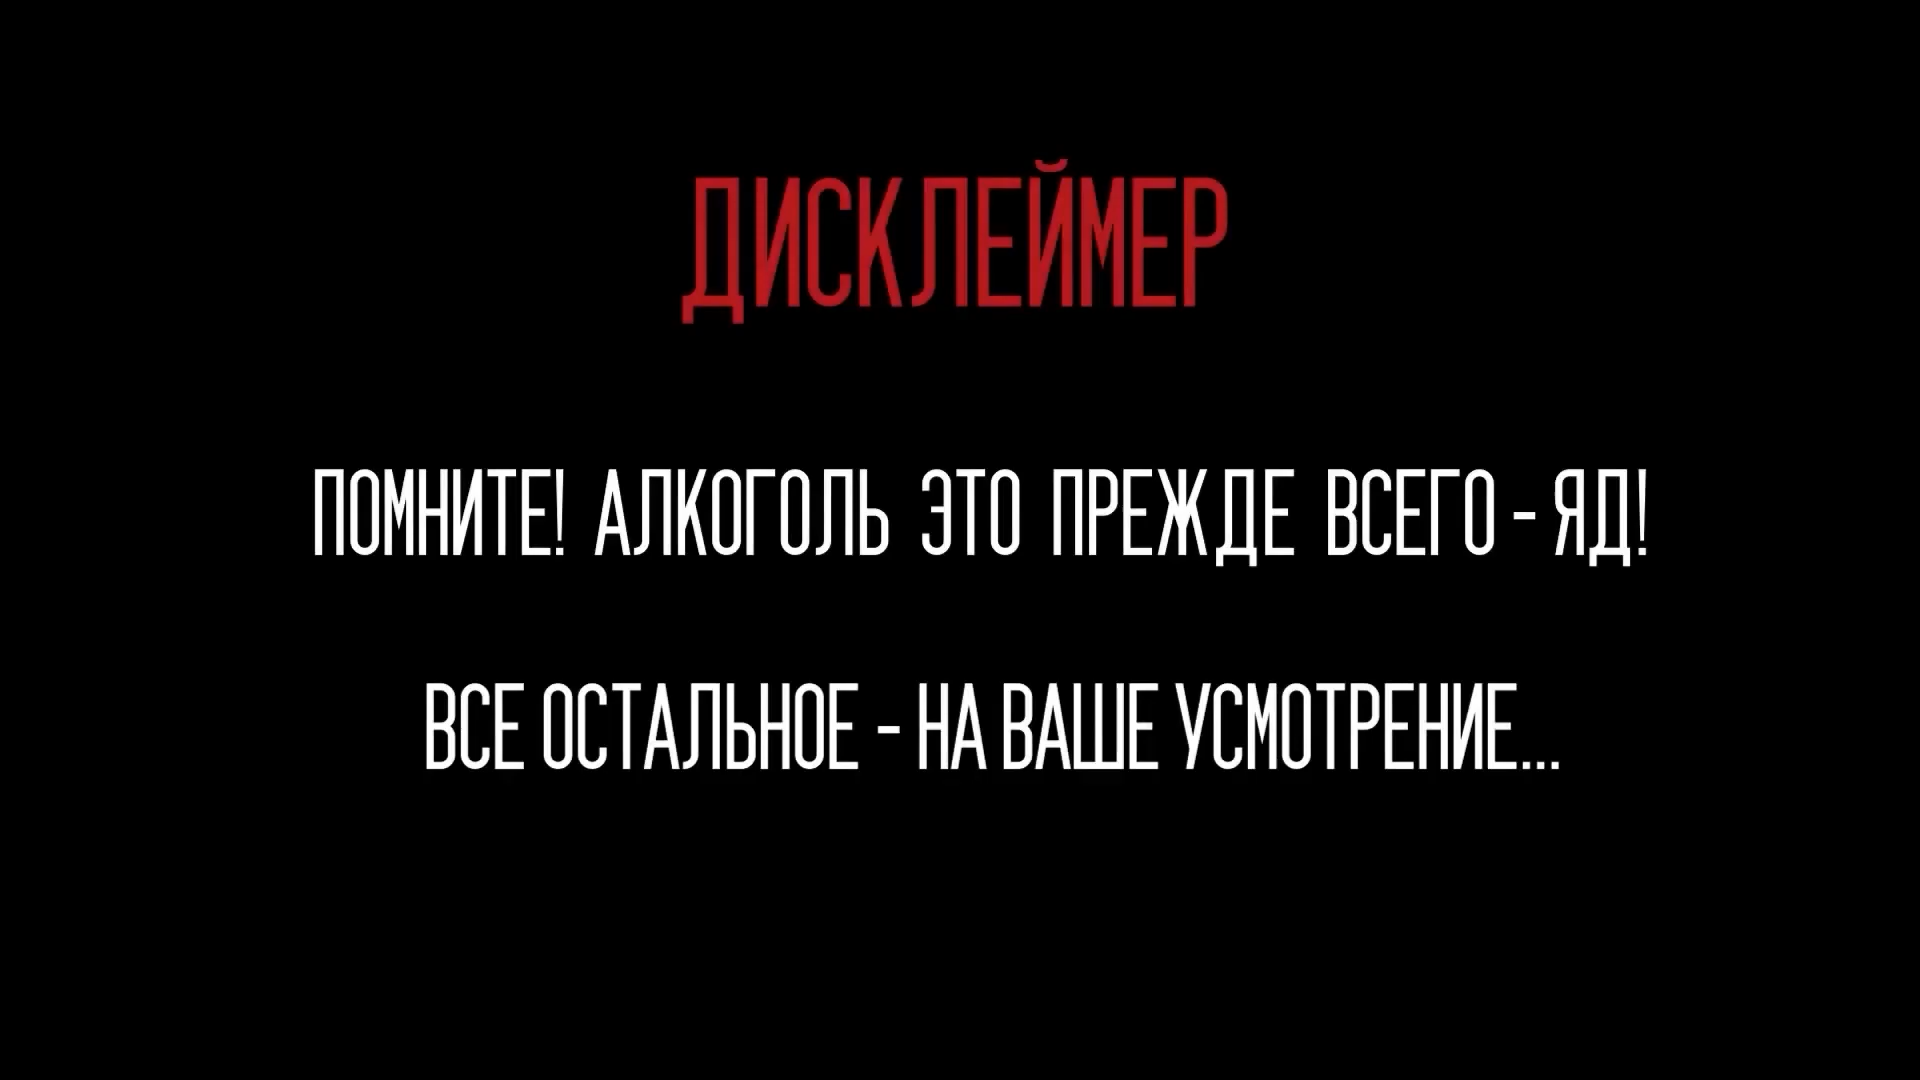 ДИСКЛЕЙМЕР
ПОМНИТЕ! АЛКОГОЛЬ ЭТО ПРЕЖДЕ ВСЕГО - ЯД!
ВСЕ ОСТАЛЬНОЕ - НА ВАШЕ УСМОТРЕНИЕ...